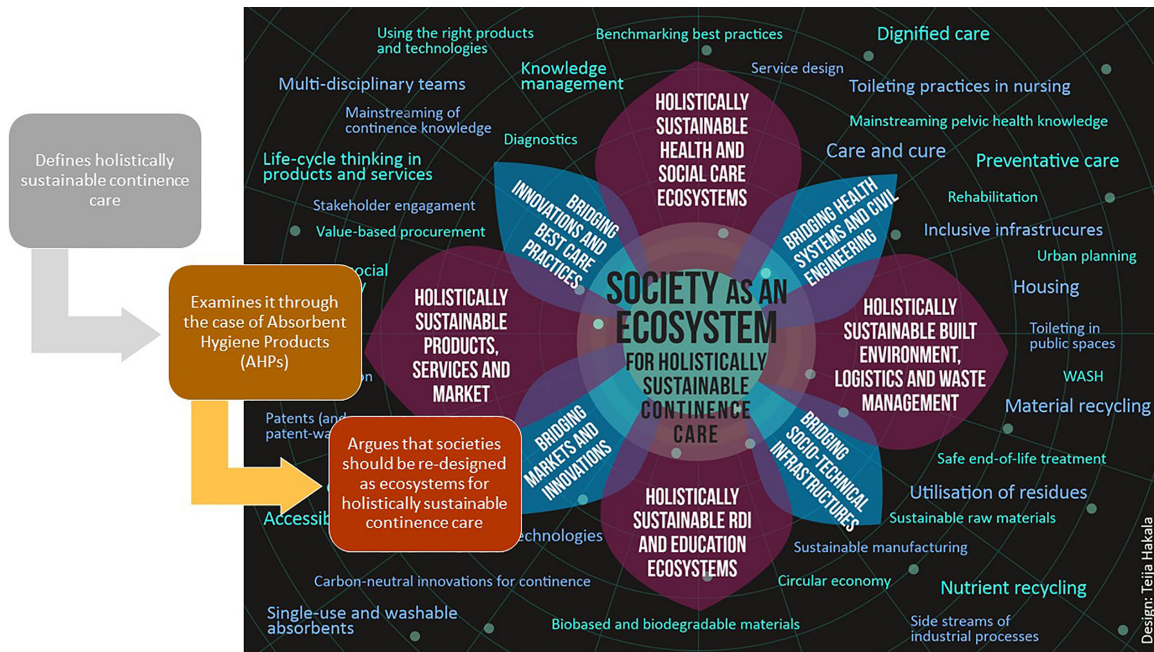 Defines holistically
sustainable continence
care
Examines it through
the case of Absorbent
Hygiene Products
(AHPs)
Argues that societies
should be re-designed
as ecosystems for
holistically sustainable
continence care
Using the right products
and technologies
Benchmarking best practices
Dignified care
Multi-disciplinary teams
Knowledge
management
Service design
Toileting practices in nursing
Mainstreaming of
continence knowledge
Diagnostics
Mainstreaming pelvic health knowledge
Care and cure
Life-cycle thinking in
products and services
Preventative care
Stakeholder engagament
Rehabilitation
Value-based procurement
Inclusive infrastrucures
Urban planning
social
Housing
Toileting in
public spaces
WASH
Patents (and
Material recycling
Safe end-of-life treatment
Utilisation of residues
Sustainable raw materials
technologies
Sustainable manufacturing
Carbon-neutral innovations for continence
Circular economy
Nutrient recycling
Single-use and washable
absorbents
Biobased and biodegradable materials
Side streams of
industrial processes
HOLISTICALLY
SUSTAINABLE
HEALTH AND
SOCIAL CARE
ECOSYSTEMS
BRIDGING
INNOVATIONS AND
BEST CARE
PRACTICES
BRIDGING HEALTH
SYSTEMS AND CIVIL
ENGINEERING
HOLISTICALLY
SUSTAINABLE
PRODUCTS,
SERVICES AND
MARKET
SOCIETY AS AN
ECOSYSTEM
FOR HOLISTICALLY
SUSTAINABLE
CONTINENCE
CARE
HOLISTICALLY
SUSTAINABLE BUILT
ENVIRONMENT,
LOGISTICS AND WASTE
MANAGEMENT
BRIDGING
MARKETS AND
INNOVATIONS
BRIDGING
SOCIO-TECHNICAL
INFRASTRUCTURES
HOLISTICALLY
SUSTAINABLE RDI
AND EDUCATION
ECOSYSTEMS
Design: Teija Hakala